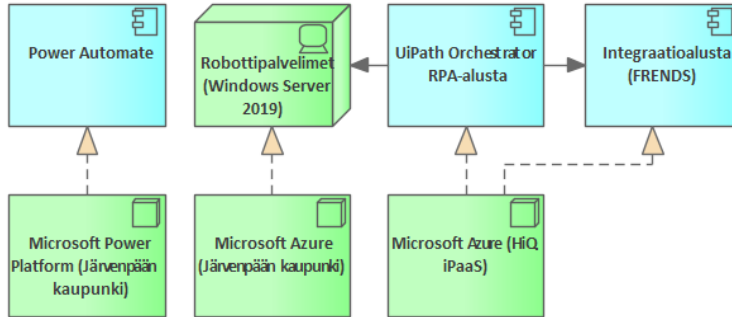 Power Automate
Robottipalvelimet
(Windows Server
2019)
UiPath Orchestrator
RPA-alusta
Integraatioalusta
(FRENDS)
Microsoft Power
Platform (Järvenpään
kaupunki)
Microsoft Azure
(Järvenpään kaupunki)
Microsoft Azure (HiQ
iPaaS)